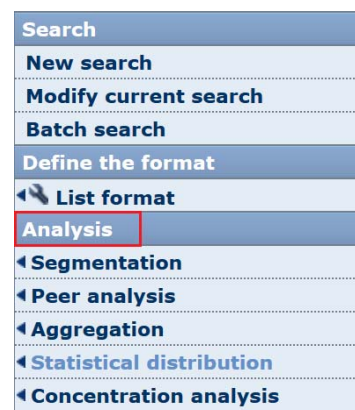 Search
New search
Modify current search
Batch search
Define the format
List format
Analysis
Segmentation
Peer analysis
Aggregation
Statistical distribution
Concentration analysis